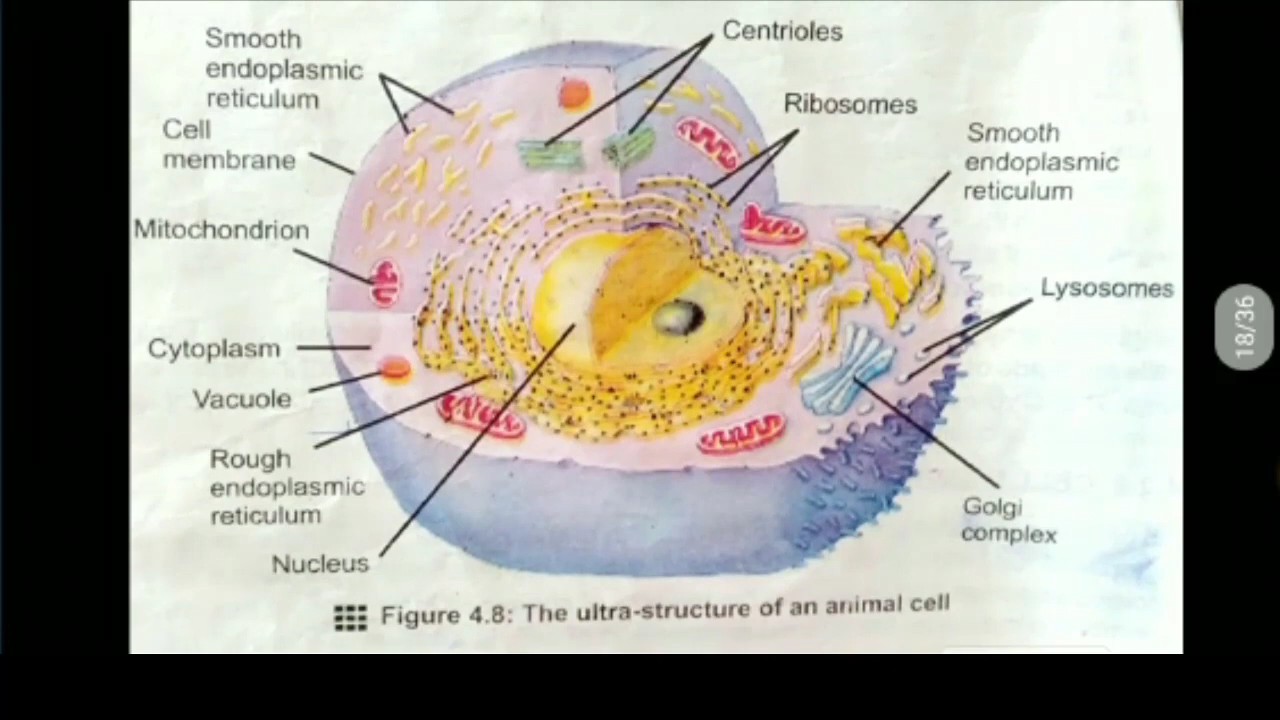 Smooth
endoplasmic
reticulum
Centrioles
Cell
membrane
Ribosomes
Smooth
endoplasmic
reticulum
Mitochondrion
Lysosomes
Cytoplasm
Vacuole
Rough
endoplasmic
reticulum
Golgi
complex
Nucleus
Figure 4.8: The ultra-structure of an animal cell
18/36